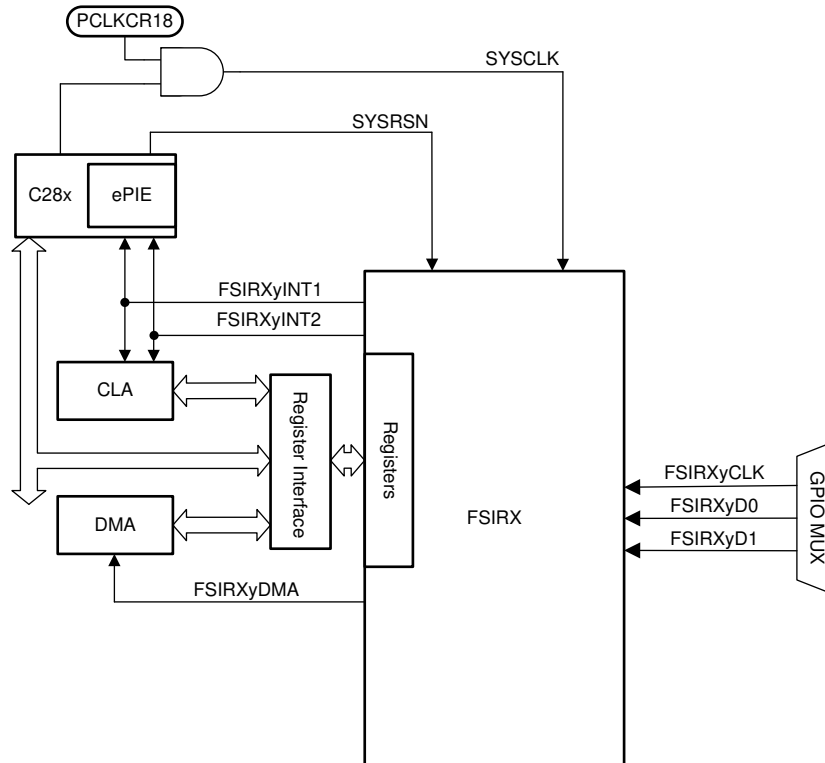 PCLKCR18
SYSCLK
SYSRSN
C28x
ePIE
FSIRXyINT1
FSIRXyINT2
CLA
Register Interface
Registers
FSIRX
FSIRXyCLK
FSIRXyD0
FSIRXyD1
GPIO MUX
DMA
FSIRXyDMA